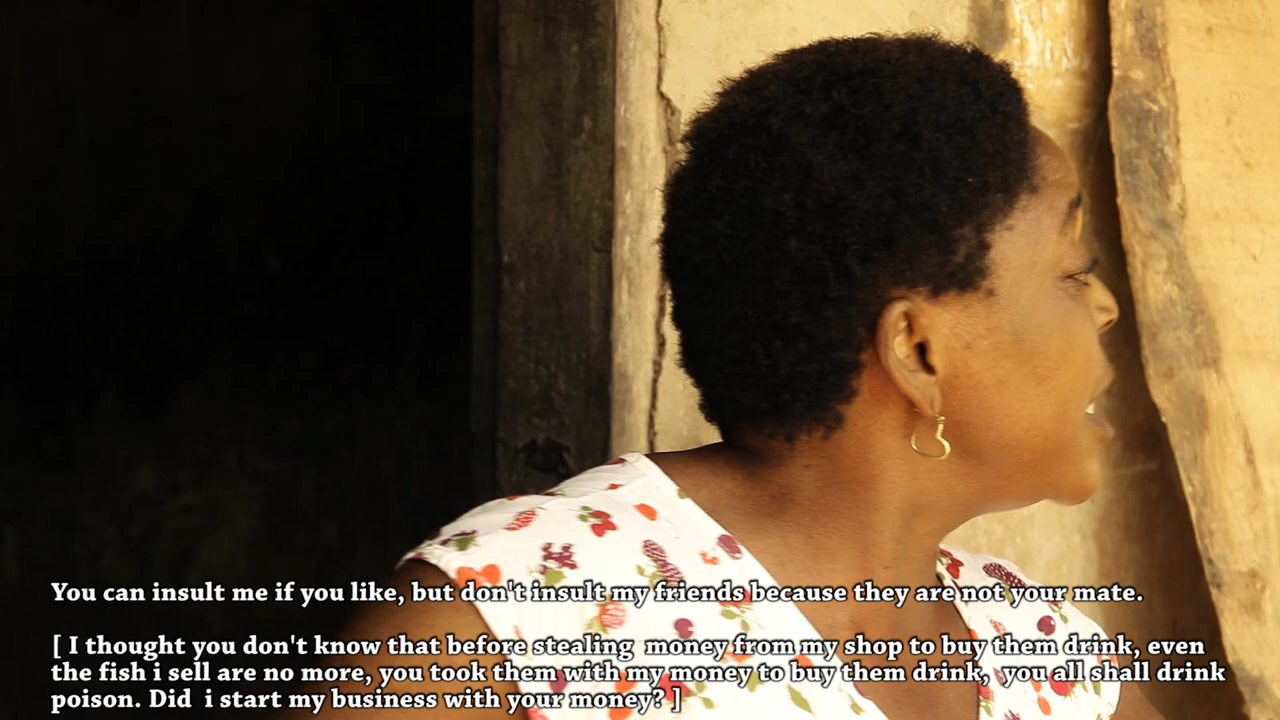 You can insult me if you like, but don't insult my friends because they are not your mate.
[ I thought you don't know that before stealing  money from my shop to buy them drink, even
the fish i sell are no more, you took them with my money to buy them drink,  you all shall drink
poison. Did  i start my business with your money? ]